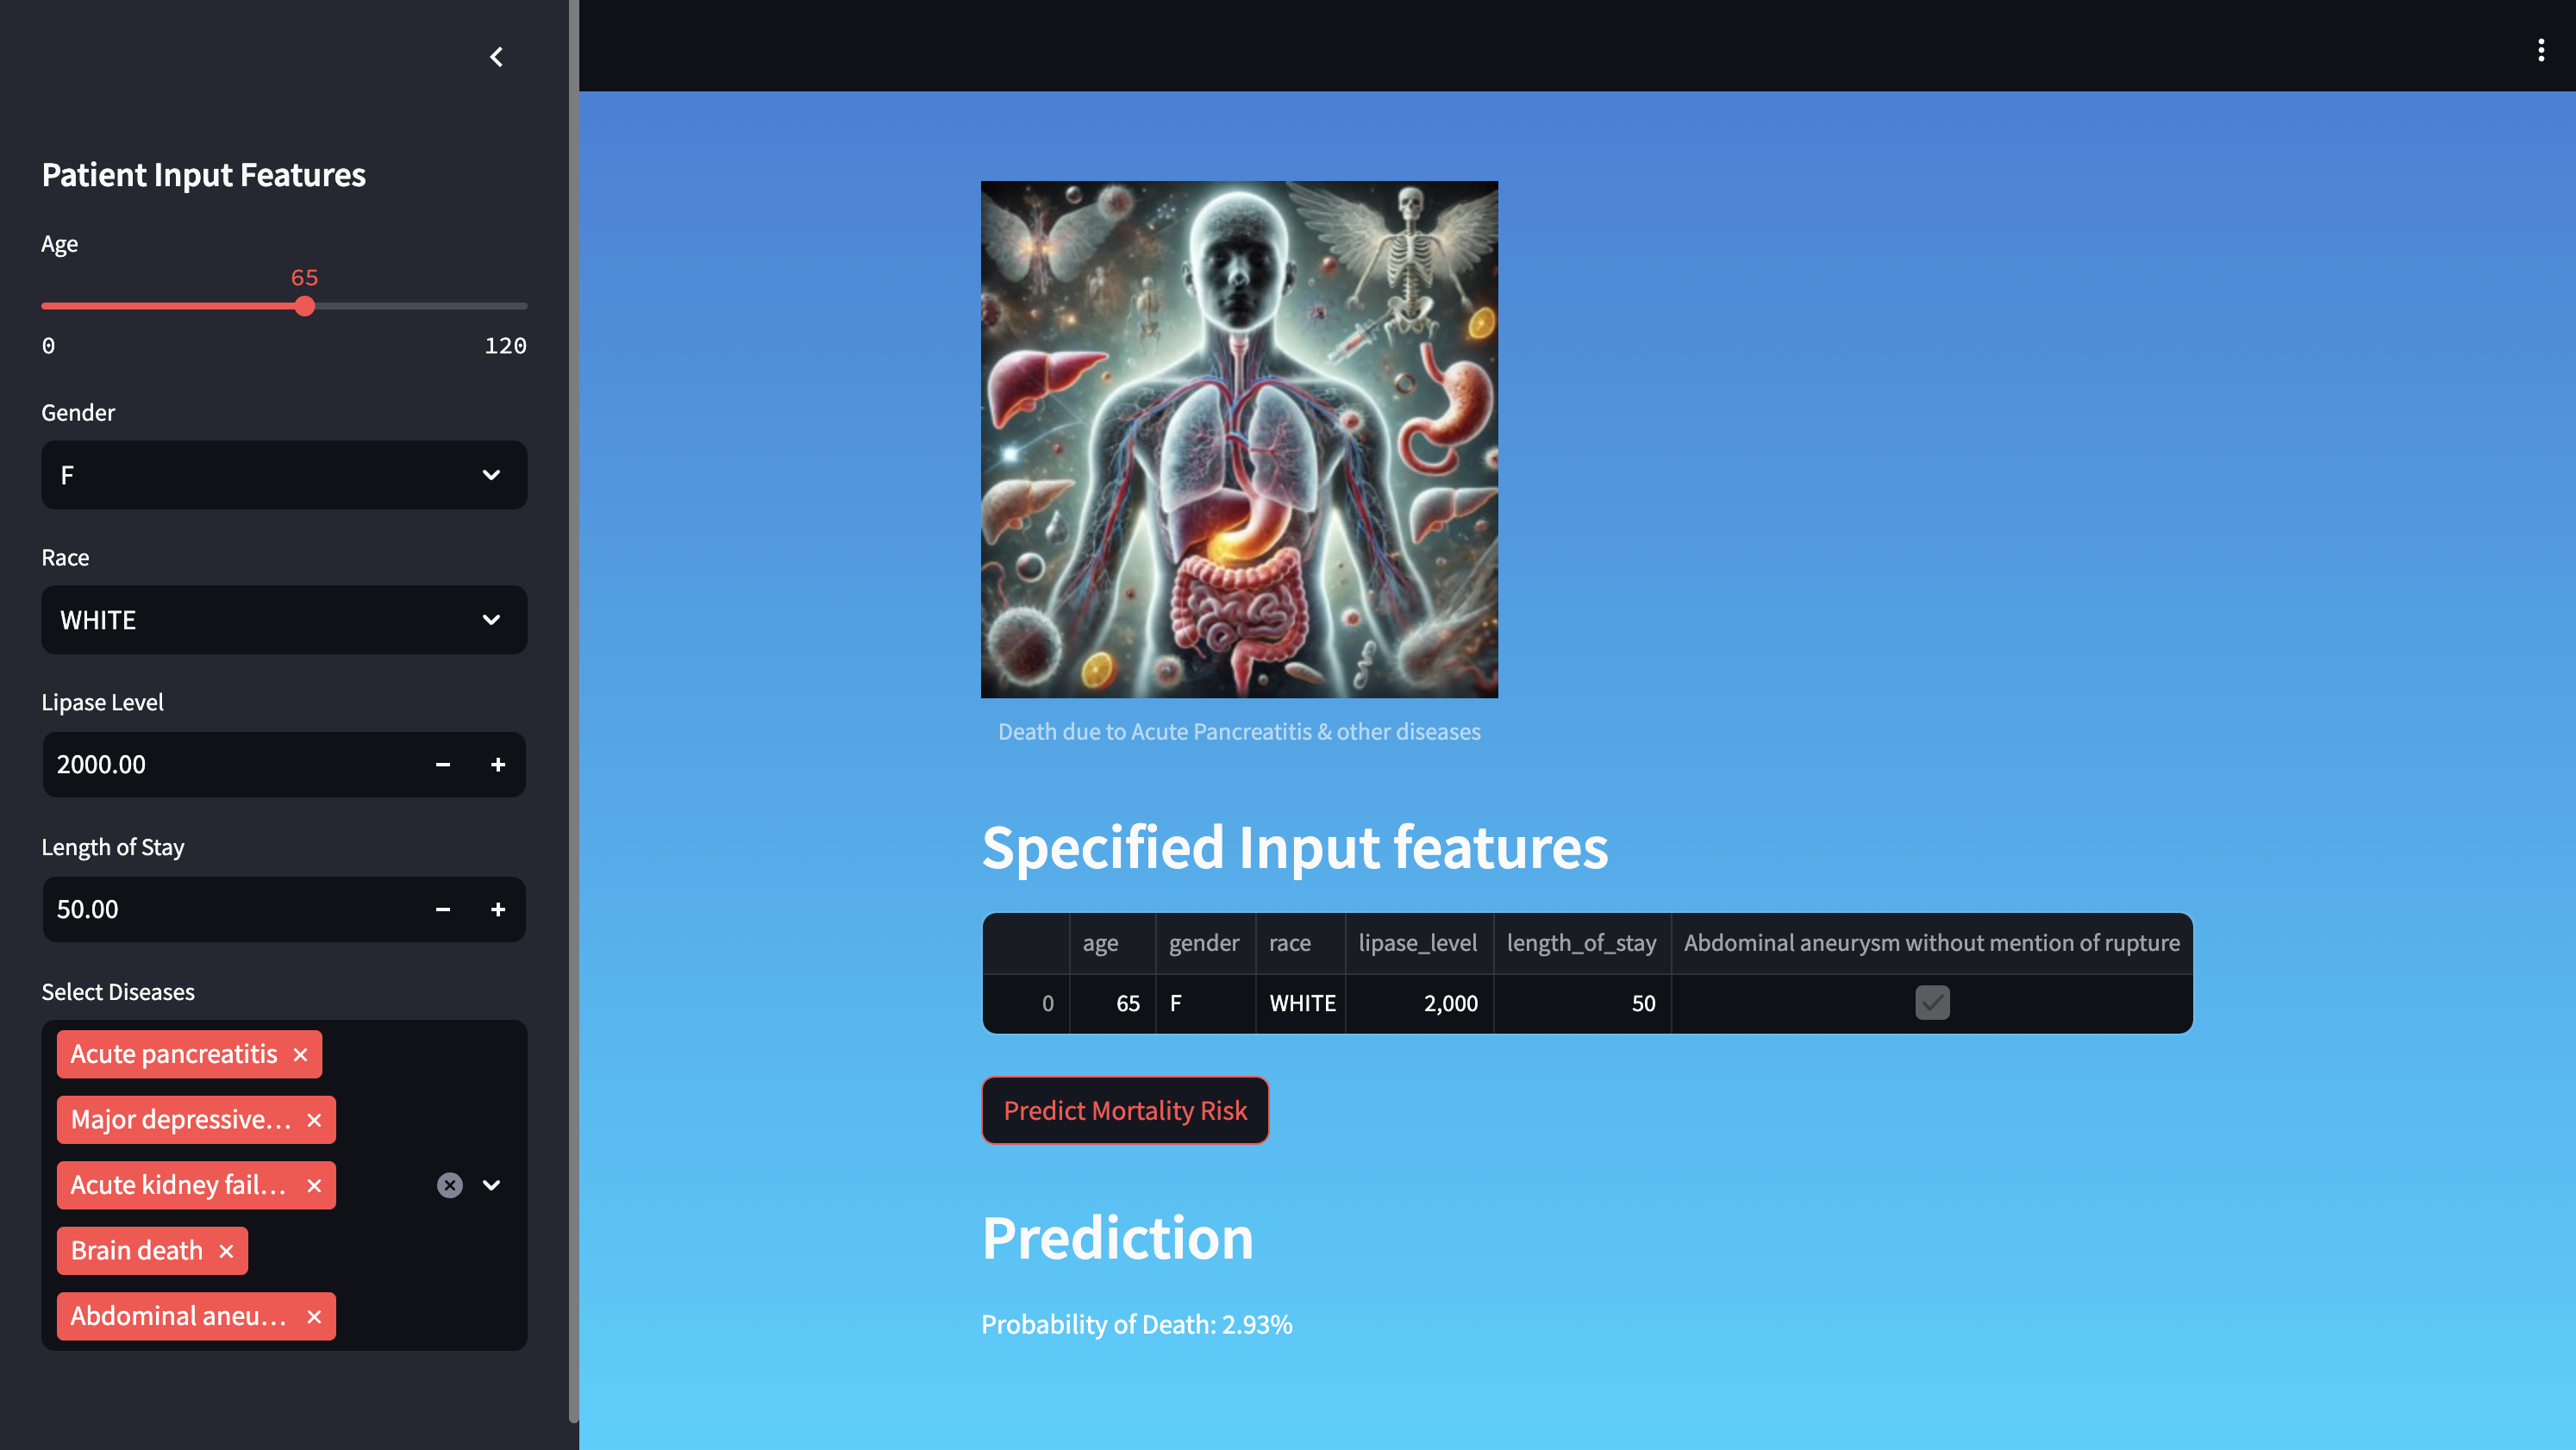 Patient Input Features
Age
65
0 120
Gender
F
Race
WHITE
Lipase Level
2000.00
Length of Stay
50.00
Select Diseases
Acute pancreatitis
Major depressive...
Acute kidney fail...
Brain death
Abdominal aneu...
Death due to Acute Pancreatitis & other diseases
Specified Input features
age gender race lipase_level length_of_stay Abdominal aneurysm without mention of rupture
0 65 F WHITE 2,000 50
Predict Mortality Risk
Prediction
Probability of Death: 2.93%